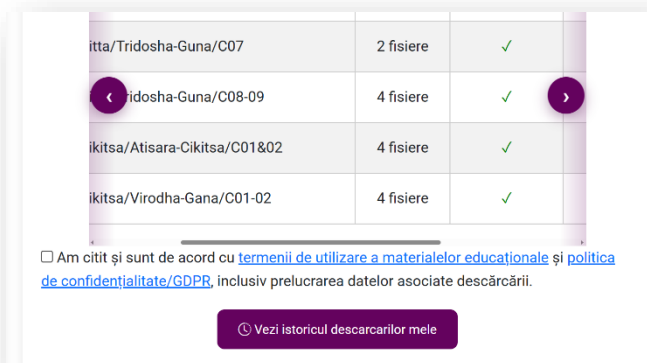 itta/Tridosha-Guna/C07 2 fisiere ✓
ridosha-Guna/C08-09 4 fisiere ✓
ikitsa/Atisara-Cikitsa/C01&02 4 fisiere ✓
ikitsa/Virodha-Gana/C01-02 4 fisiere ✓
Am citit și sunt de acord cu termenii de utilizare a materialelor educaționale și politica
de confidențialitate/GDPR, inclusiv prelucrarea datelor asociate descărcării.
Vezi istoricul descarcarilor mele